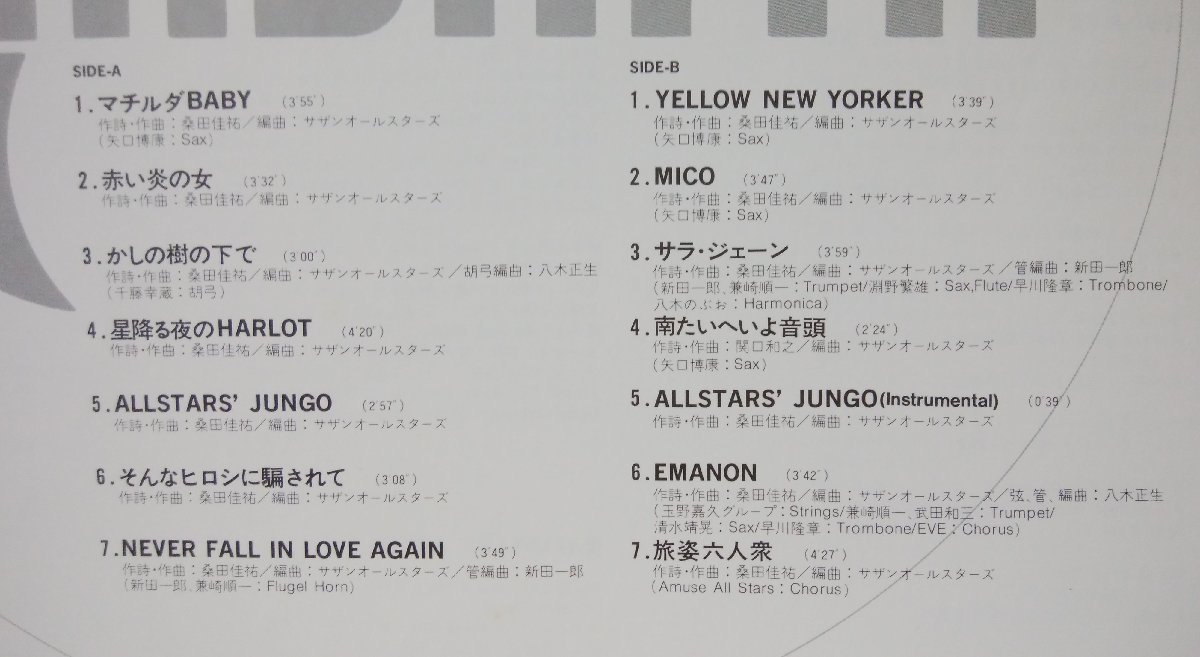 SIDE-A
1.マチルダBABY (3'55")
作詩・作曲：桑田佳祐／編曲：サザンオールスターズ
(矢口博康：Sax)
2.赤い炎の女 (3'32")
作詩・作曲：桑田佳祐／編曲：サザンオールスターズ
3.かしの樹の下で (3'00")
作詩・作曲：桑田佳祐／編曲：サザンオールスターズ／胡弓編曲：八木正生
(千藤幸蔵：胡弓)
4.星降る夜のHARLOT (4'20")
作詩・作曲：桑田佳祐／編曲：サザンオールスターズ
5.ALLSTARS' JUNGO (2'57")
作詩・作曲：桑田佳祐／編曲：サザンオールスターズ
6.そんなヒロシに騙されて (3'08")
作詩・作曲：桑田佳祐／編曲：サザンオールスターズ
7.NEVER FALL IN LOVE AGAIN (3'49")
作詩・作曲：桑田佳祐／編曲：サザンオールスターズ／管編曲：新田一郎
(新田一郎、兼崎順一：Flugel Horn)
SIDE-B
1.YELLOW NEW YORKER (3'39")
作詩・作曲：桑田佳祐／編曲：サザンオールスターズ
(矢口博康：Sax)
2.MICO (3'47")
作詩・作曲：桑田佳祐／編曲：サザンオールスターズ
(矢口博康：Sax)
3.サラ・ジェーン (3'59")
作詩・作曲：桑田佳祐／編曲：サザンオールスターズ／管編曲：新田一郎
(新田一郎、兼崎順一：Trumpet/淵野繁雄：Sax,Flute/早川隆章：Trombone/
八木のぶお：Harmonica)
4.南たいへいよ音頭 (2'24")
作詩・作曲：関口和之／編曲：サザンオールスターズ
(矢口博康：Sax)
5.ALLSTARS' JUNGO(Instrumental) (0'39")
作詩・作曲：桑田佳祐／編曲：サザンオールスターズ
6.EMANON (3'42")
作詩・作曲：桑田佳祐／編曲：サザンオールスターズ／弦、管、編曲：八木正生
(玉野嘉久グループ：Strings/兼崎順一、武田和三：Trumpet/
清水靖晃：Sax/早川隆章：Trombone/EVE：Chorus)
7.旅姿六人衆 (4'27")
作詩・作曲：桑田佳祐／編曲：サザンオールスターズ
(Amuse All Stars：Chorus)